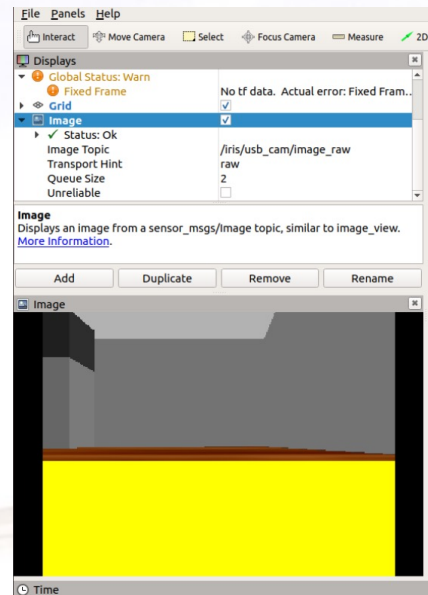 File Panels Help
Interact Move Camera Select Focus Camera Measure 2D
Displays
Global Status: Warn
Fixed Frame No tf data. Actual error: Fixed Fram..
Grid
Image
Status: Ok
Image Topic /iris/usb_cam/image_raw
Transport Hint raw
Queue Size 2
Unreliable
Image
Displays an image from a sensor_msgs/Image topic, similar to image_view.
More Information.
Add Duplicate Remove Rename
Image
Time